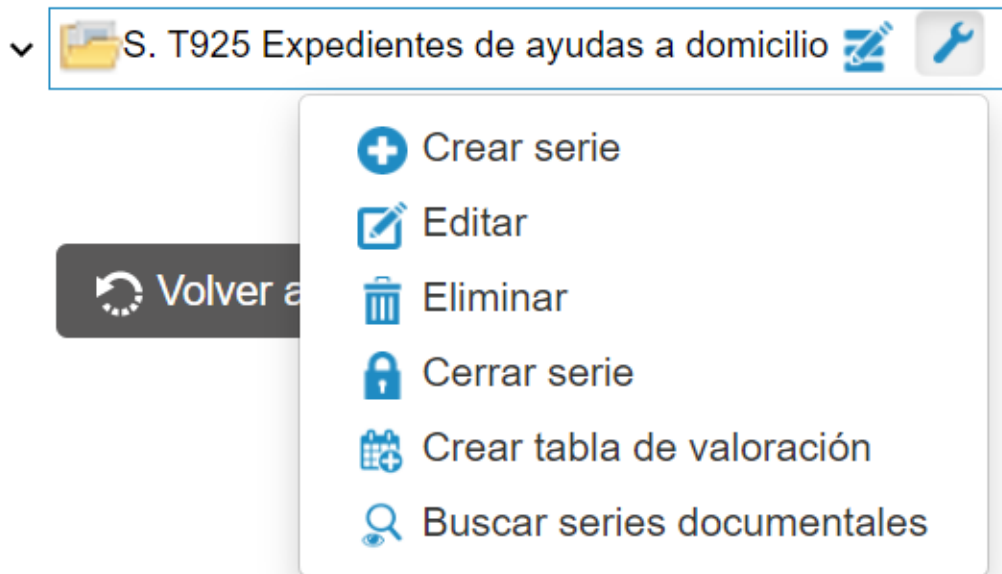 S. T925 Expedientes de ayudas a domicilio
Crear serie
Editar
Eliminar
Cerrar serie
Crear tabla de valoración
Buscar series documentales
Volver a